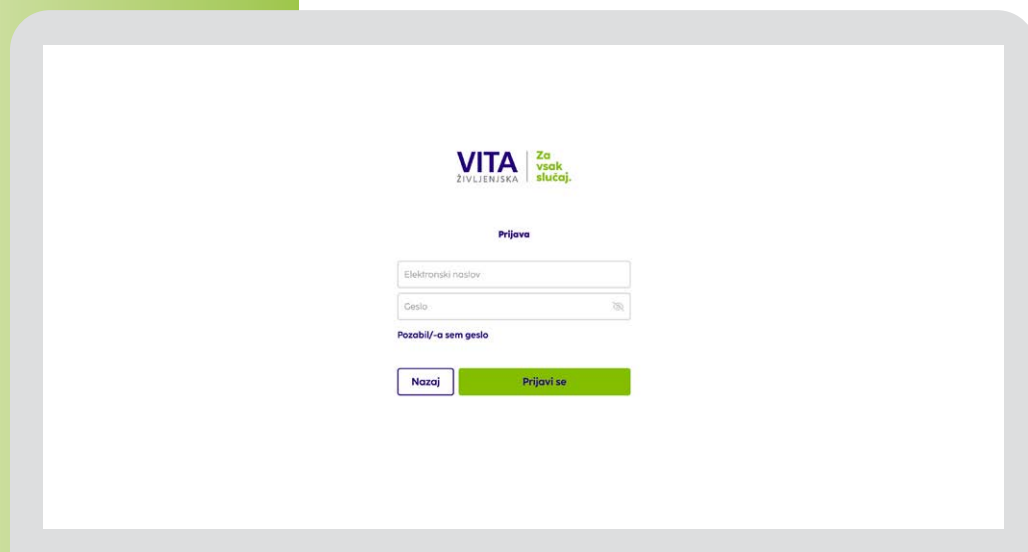 VITA
ŽIVLJENJSKA
Za
vsak
slučaj.
Prijava
Elektronski naslov
Geslo
Pozabil/-a sem geslo
Nazaj
Prijavi se